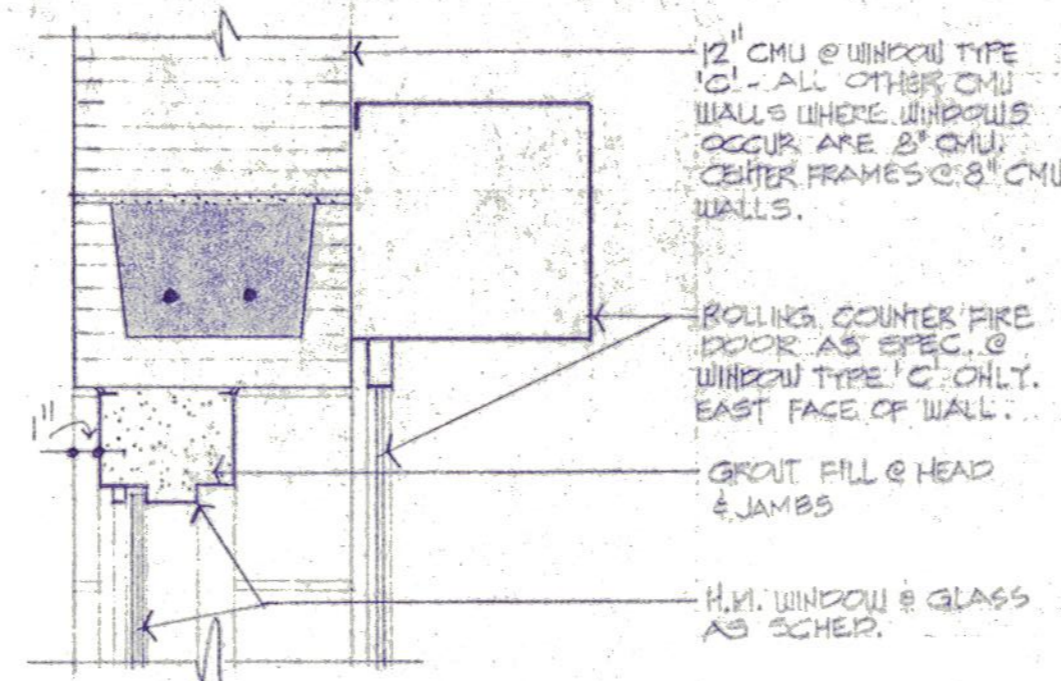 12" CMU @ WINDOW TYPE
'C' - ALL OTHER CMU
WALLS WHERE WINDOWS
OCCUR ARE 8" CMU.
CENTER FRAMES @ 8" CMU
WALLS.
ROLLING COUNTER FIRE
DOOR AS SPEC. @
WINDOW TYPE 'C' ONLY.
EAST FACE OF WALL.
1"
GROUT FILL @ HEAD
& JAMBS
H.M. WINDOW & GLASS
AS SCHED.